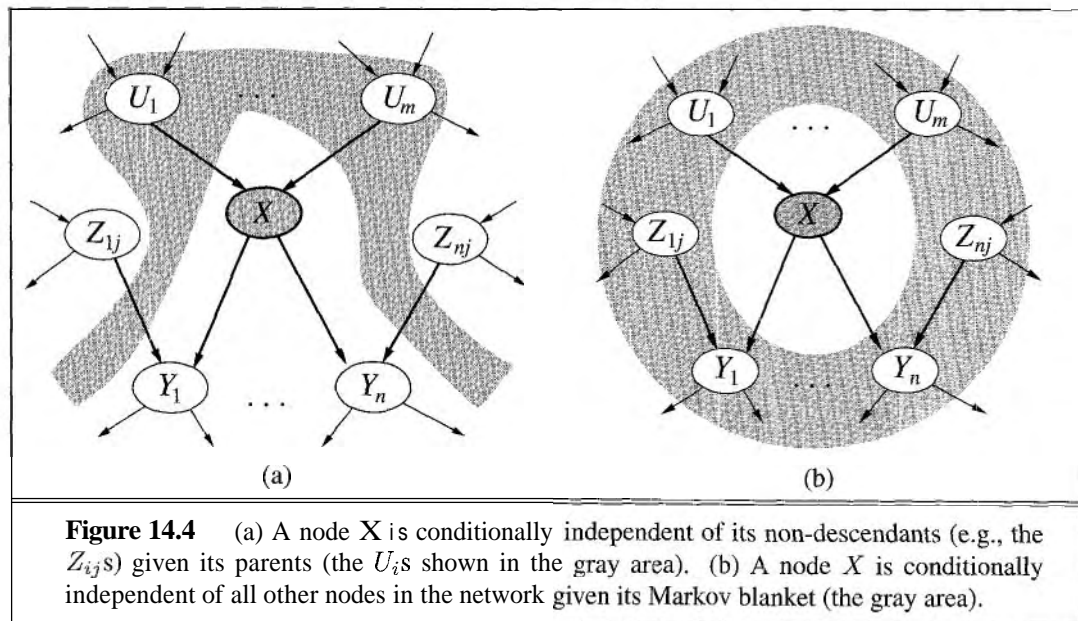 U₁ . . . Uₘ U₁ . . . Uₘ
X X
Z₁ⱼ Zₙⱼ Z₁ⱼ Zₙⱼ
Y₁ . . . Yₙ Y₁ . . . Yₙ
(a) (b)
Figure 14.4 (a) A node X is conditionally independent of its non-descendants (e.g., the
Zᵢⱼs) given its parents (the Uᵢs shown in the gray area). (b) A node X is conditionally
independent of all other nodes in the network given its Markov blanket (the gray area).